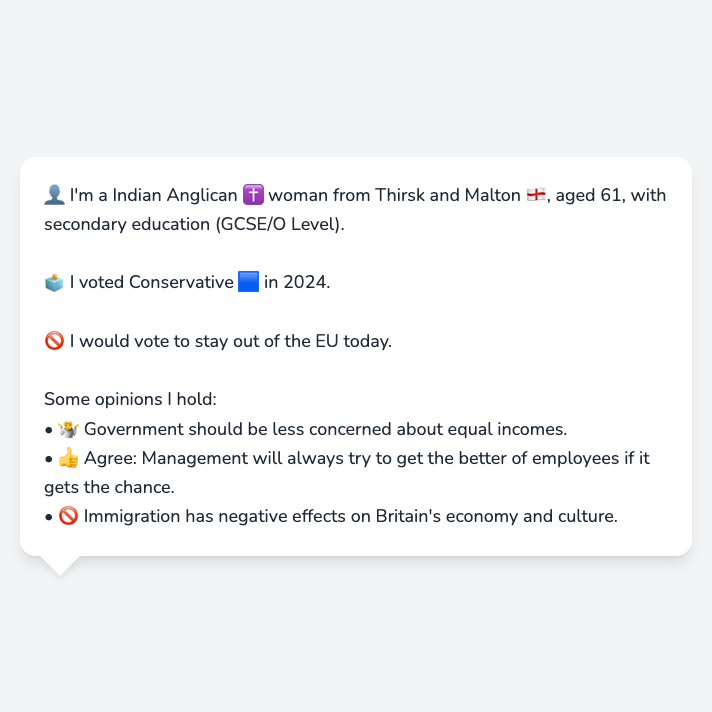 👤 I'm a Indian Anglican ✝️ woman from Thirsk and Malton 🏴󠁧󠁢󠁥󠁮󠁧󠁿, aged 61, with
secondary education (GCSE/O Level).
🗳️ I voted Conservative 🟦 in 2024.
🚫 I would vote to stay out of the EU today.
Some opinions I hold:
• 🤷 Government should be less concerned about equal incomes.
• 👍 Agree: Management will always try to get the better of employees if it
gets the chance.
• 🚫 Immigration has negative effects on Britain's economy and culture.